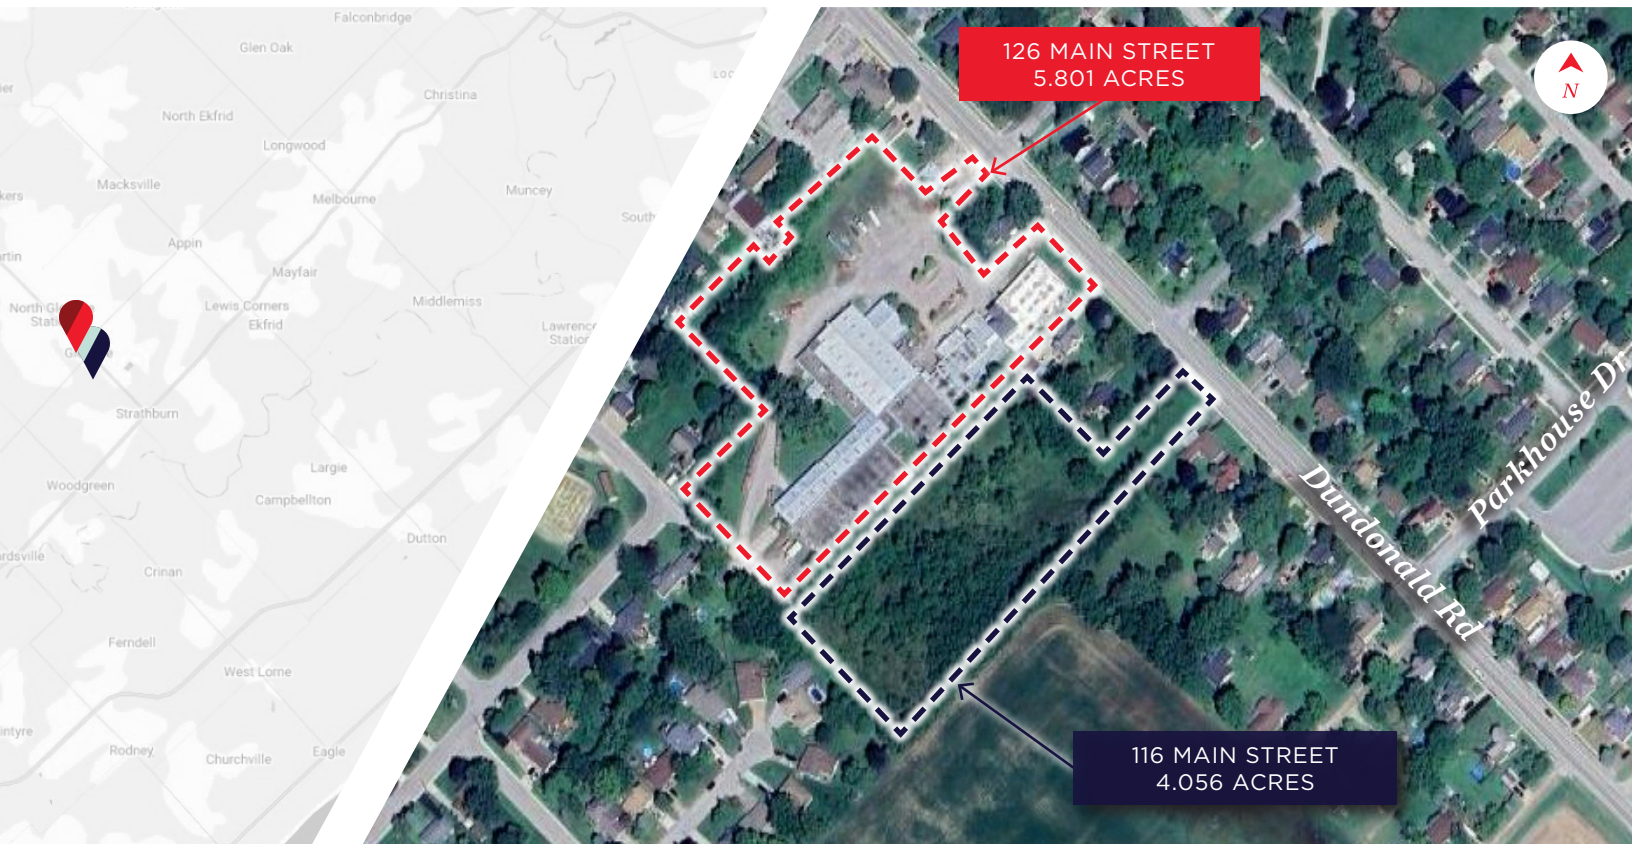 Falconbridge
Glen Oak
Christina
North Ekfrid
Longwood
Macksville
Muncey
Melbourne
South
Appin
Mayfair
Middlemiss
Lewis Corners
Ekfrid
Lawrence
Station
Strathburn
Largie
Woodgreen
Campbellton
Dutton
Crinan
Ferndell
West Lorne
Rodney
Churchville
Eagle
126 MAIN STREET
5.801 ACRES
N
Parkhouse Dr
Dundonald Rd
116 MAIN STREET
4.056 ACRES